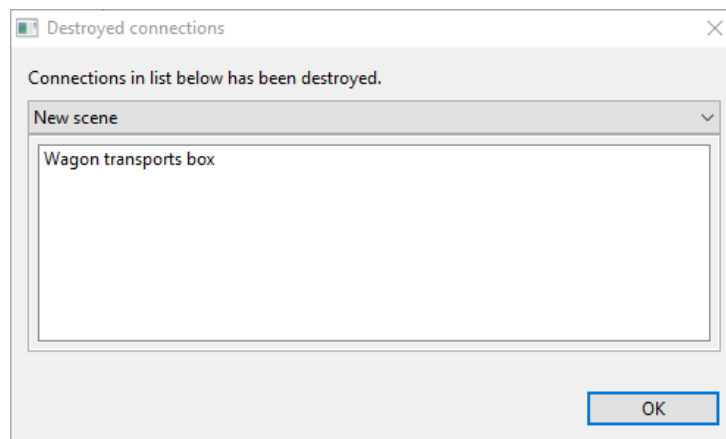 Destroyed connections
Connections in list below has been destroyed.
New scene
Wagon transports box
OK